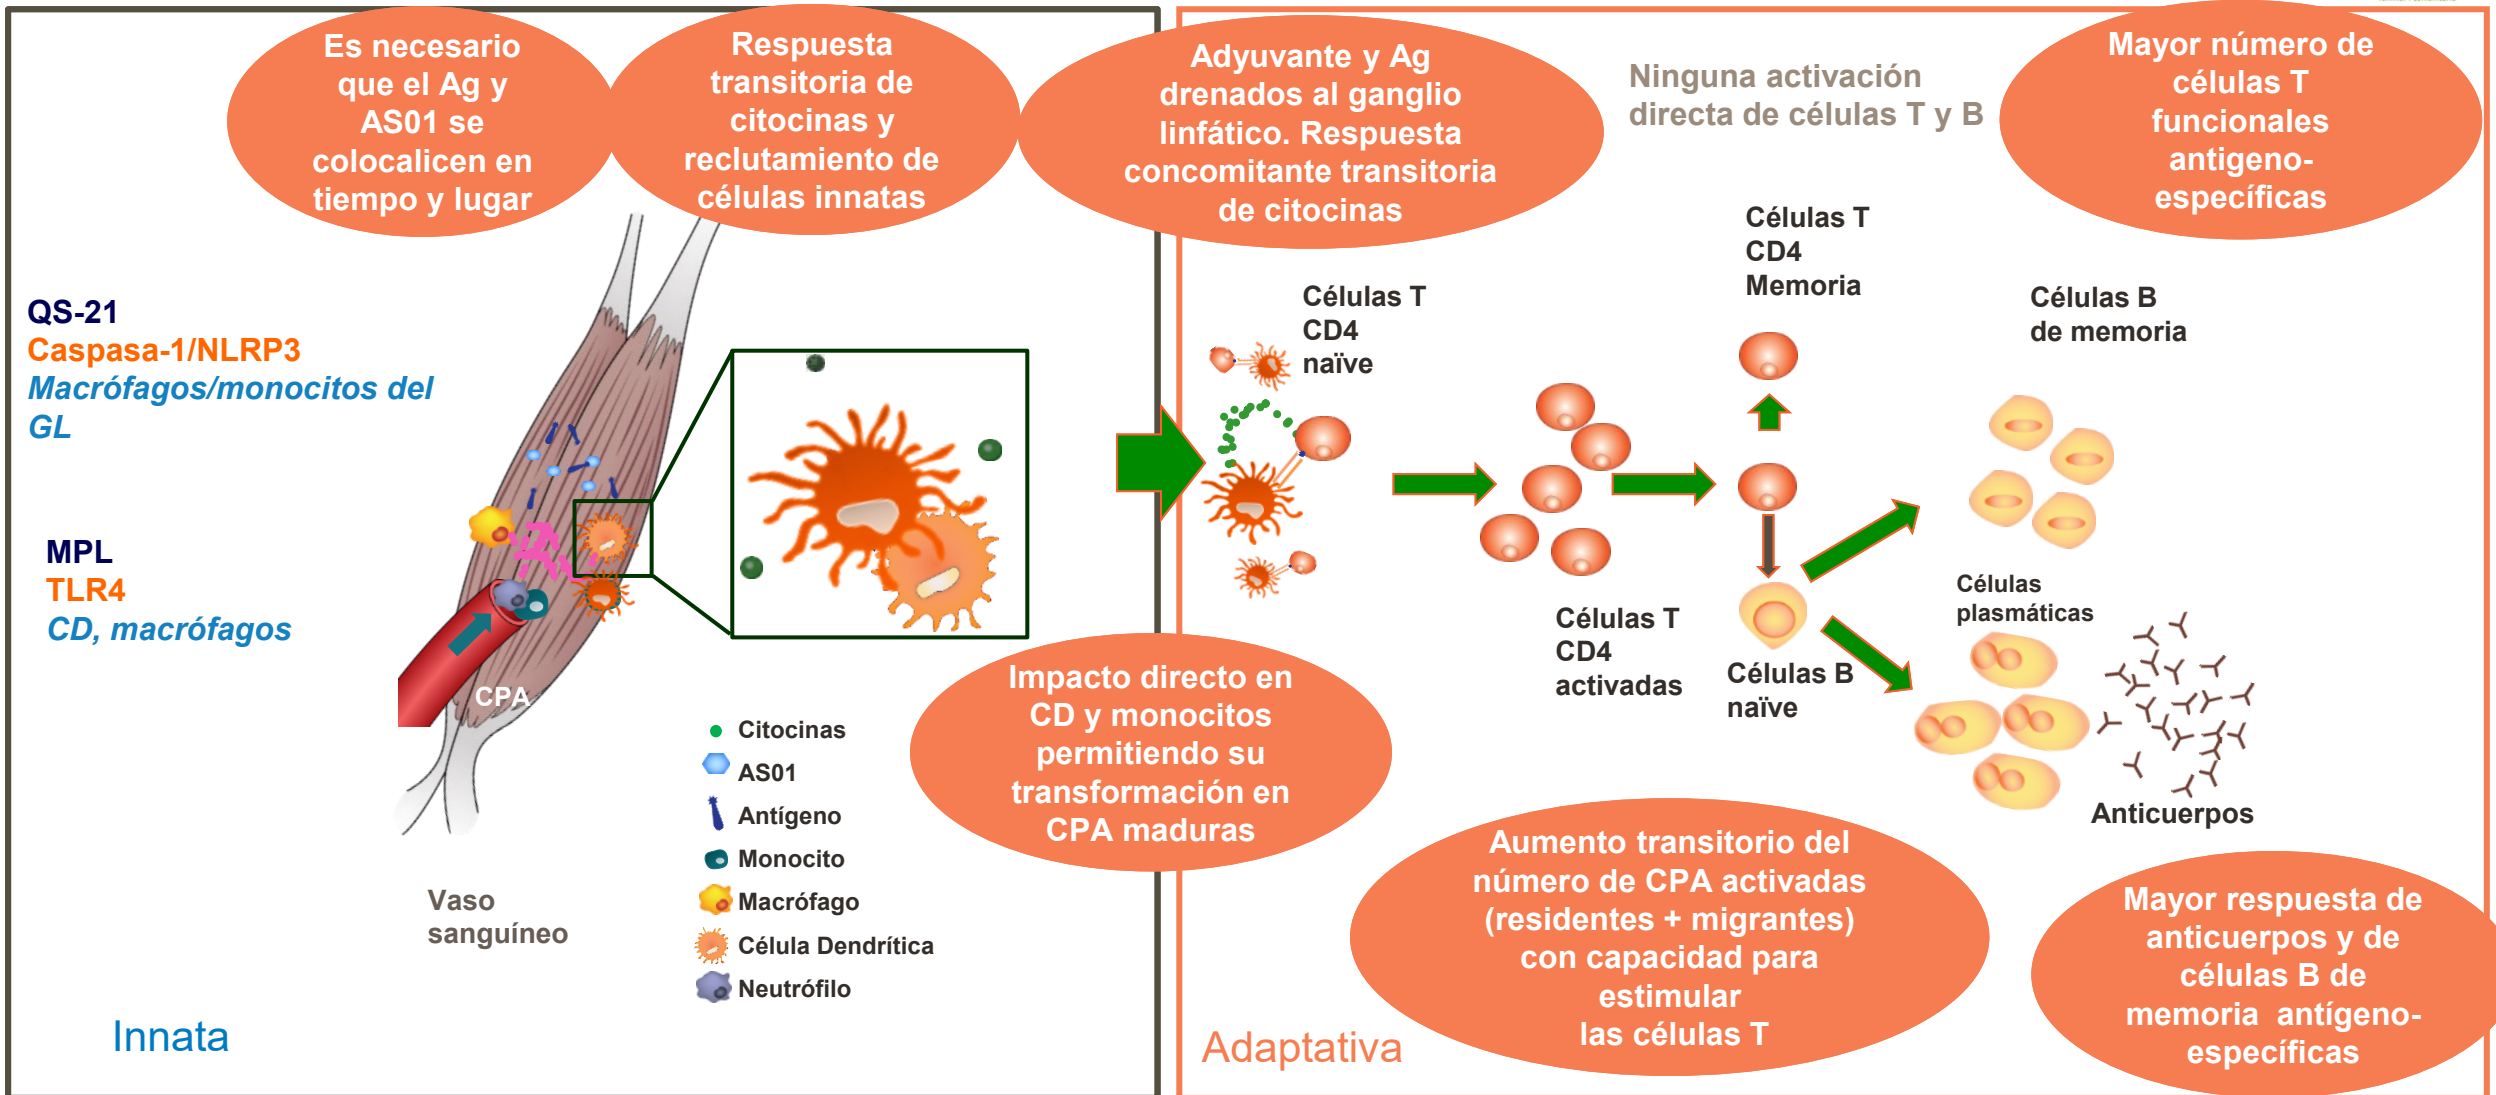 Es necesario
que el Ag y
AS01 se
colocalicen en
tiempo y lugar
Respuesta
transitoria de
citocinas y
reclutamiento de
células innatas
Adyuvante y Ag
drenados al ganglio
linfático. Respuesta
concomitante transitoria
de citocinas
Ninguna activación
directa de células T y B
Mayor número de
células T
funcionales
antigeno-
específicas
QS-21
Caspasa-1/NLRP3
Macrófagos/monocitos del
GL
MPL
TLR4
CD, macrófagos
CPA
Vaso
sanguíneo
Citocinas
AS01
Antígeno
Monocito
Macrófago
Célula Dendrítica
Neutrófilo
Innata
Impacto directo en
CD y monocitos
permitiendo su
transformación en
CPA maduras
Células T
CD4
naïve
Células T
CD4
activadas
Células T
CD4
Memoria
Células B
naïve
Células B
de memoria
Células
plasmáticas
Anticuerpos
Aumento transitorio del
número de CPA activadas
(residentes + migrantes)
con capacidad para
estimular
las células T
Mayor respuesta de
anticuerpos y de
células B de
memoria antígeno-
específicas
Adaptativa